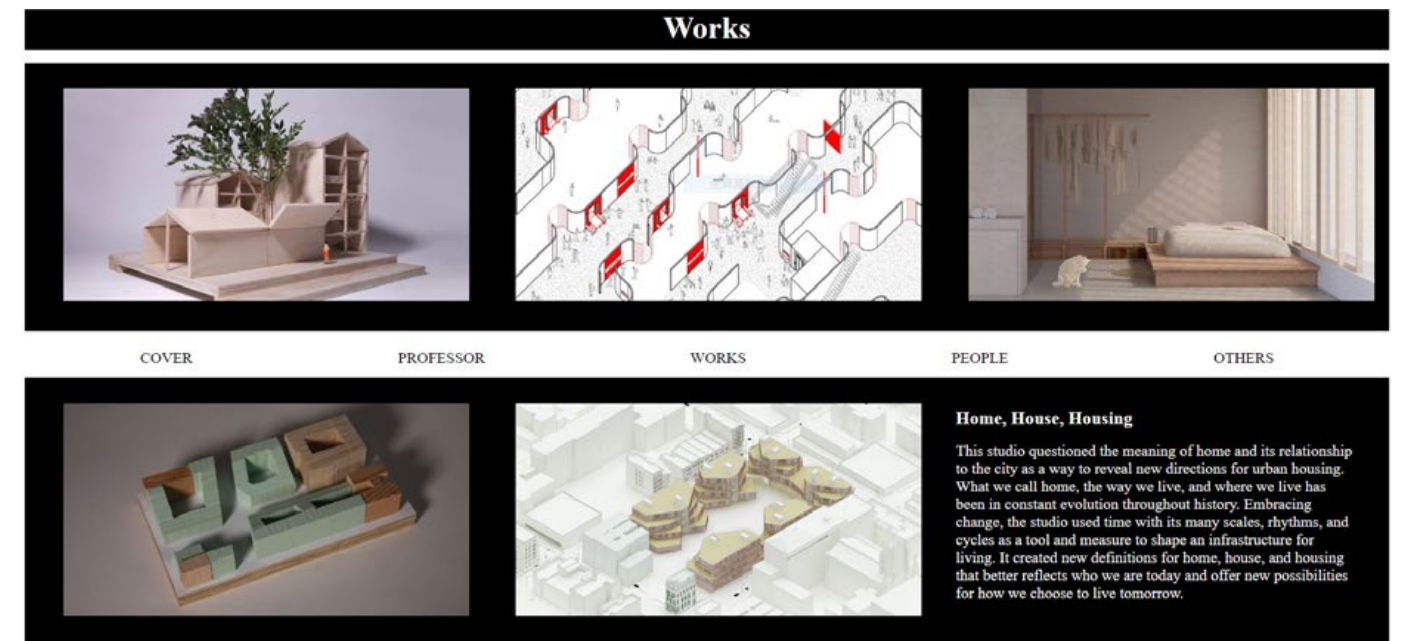 Works
COVER
PROFESSOR
WORKS
PEOPLE
OTHERS
Home, House, Housing
This studio questioned the meaning of home and its relationship
to the city as a way to reveal new directions for urban housing.
What we call home, the way we live, and where we live has
been in constant evolution throughout history. Embracing
change, the studio used time with its many scales, rhythms, and
cycles as a tool and measure to shape an infrastructure for
living. It created new definitions for home, house, and housing
that better reflects who we are today and offer new possibilities
for how we choose to live tomorrow.